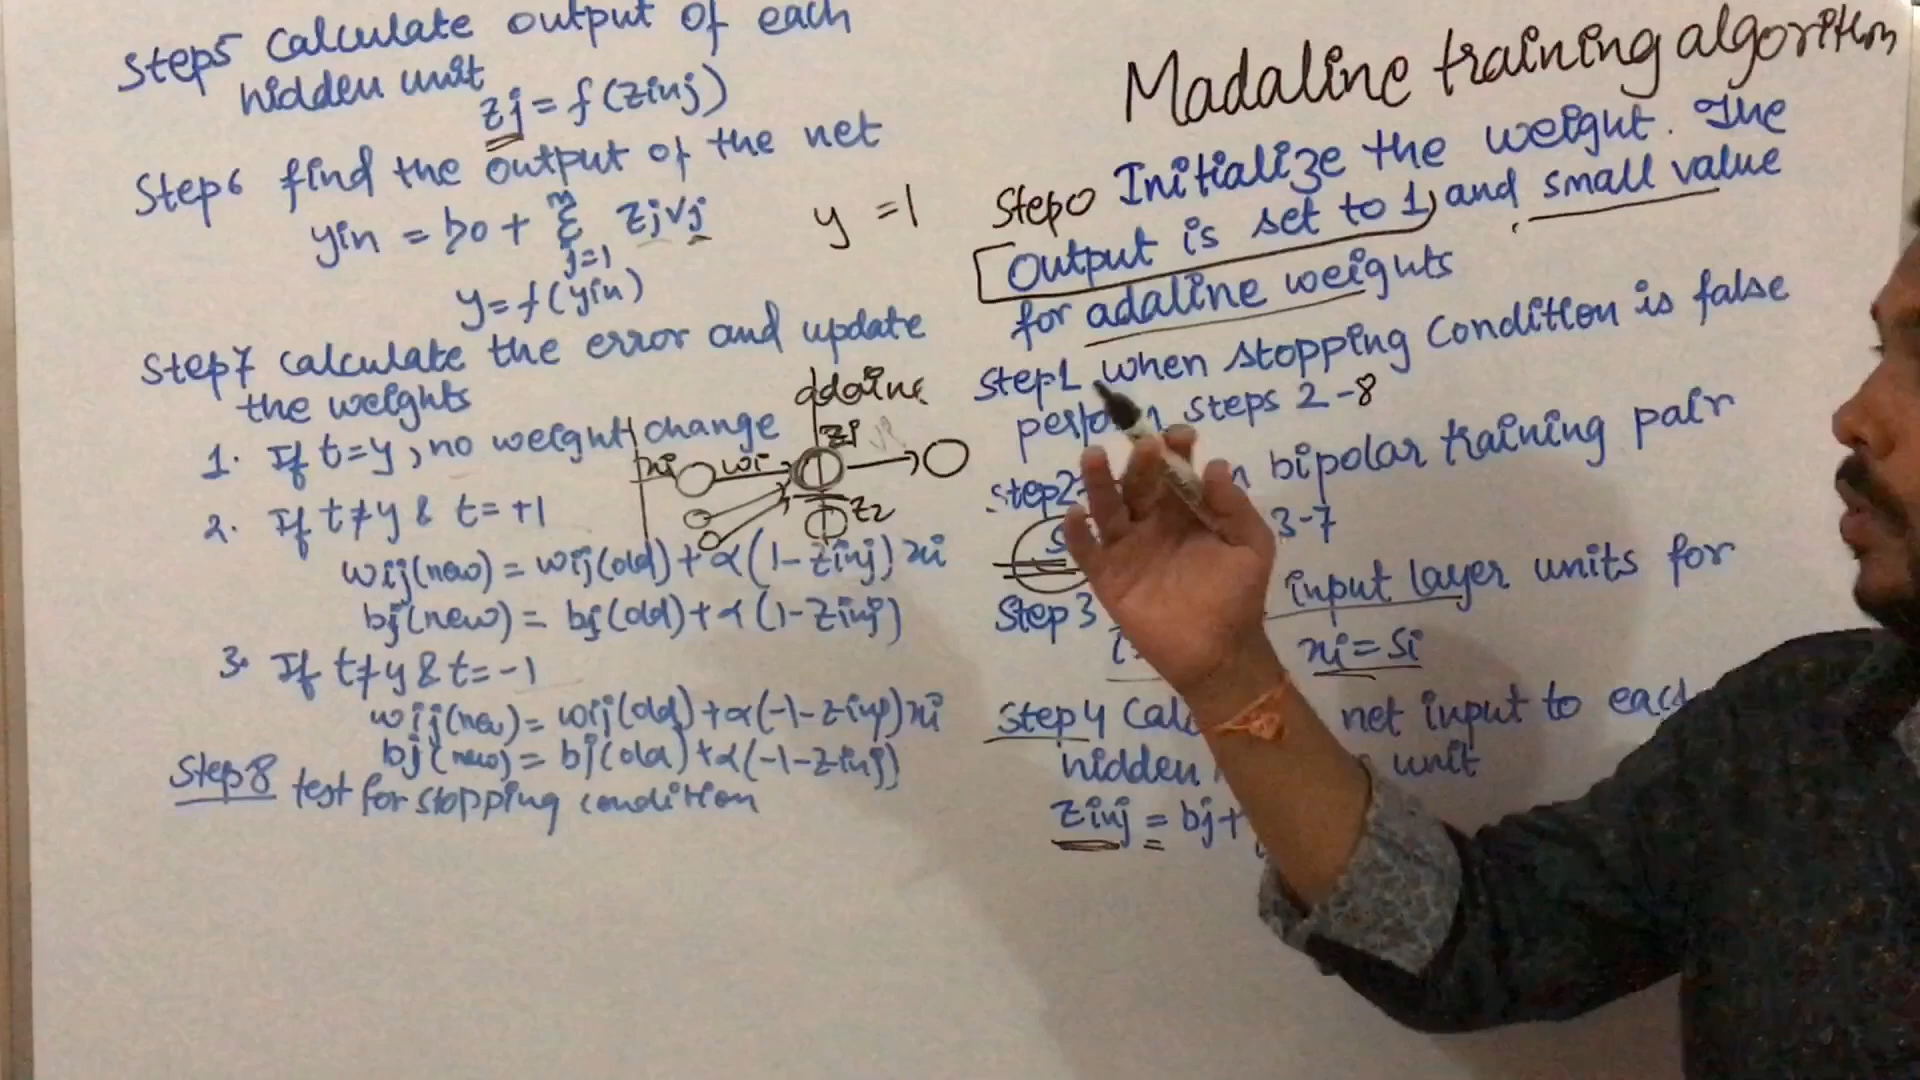 Madaline training algorithm
Step0 Initialize the weight. The
Output is set to 1, and small value
for adaline weights
Step1 when stopping condition is false
perform steps 2-8
Step2 bipolar training pair
3-7
Step 3 input layer units for
xi = si
Step 4 net input to each
hidden unit
zinj = bj +
Step5 calculate output of each
hidden unit
zj = f(zinj)
Step6 find the output of the net
yin = bo + Σ zjvj
m
j=1
y = 1
y = f(yin)
Step7 calculate the error and update
the weights
1. If t=y, no weight change
2. If t≠y & t=+1
wij(new) = wij(old) + α(1-zinj)xi
bj(new) = bj(old) + α(1-zinj)
3. If t≠y & t=-1
wij(new) = wij(old) + α(-1-zinj)xi
bj(new) = bj(old) + α(-1-zinj)
Step8 test for stopping condition
xi
z1
z2